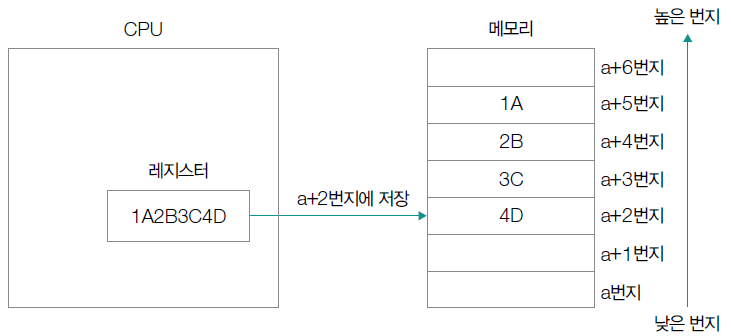 높은 번지
CPU
메모리
a+6번지
1A
a+5번지
2B
a+4번지
레지스터
3C
a+3번지
1A2B3C4D
a+2번지에 저장
4D
a+2번지
a+1번지
a번지
낮은 번지